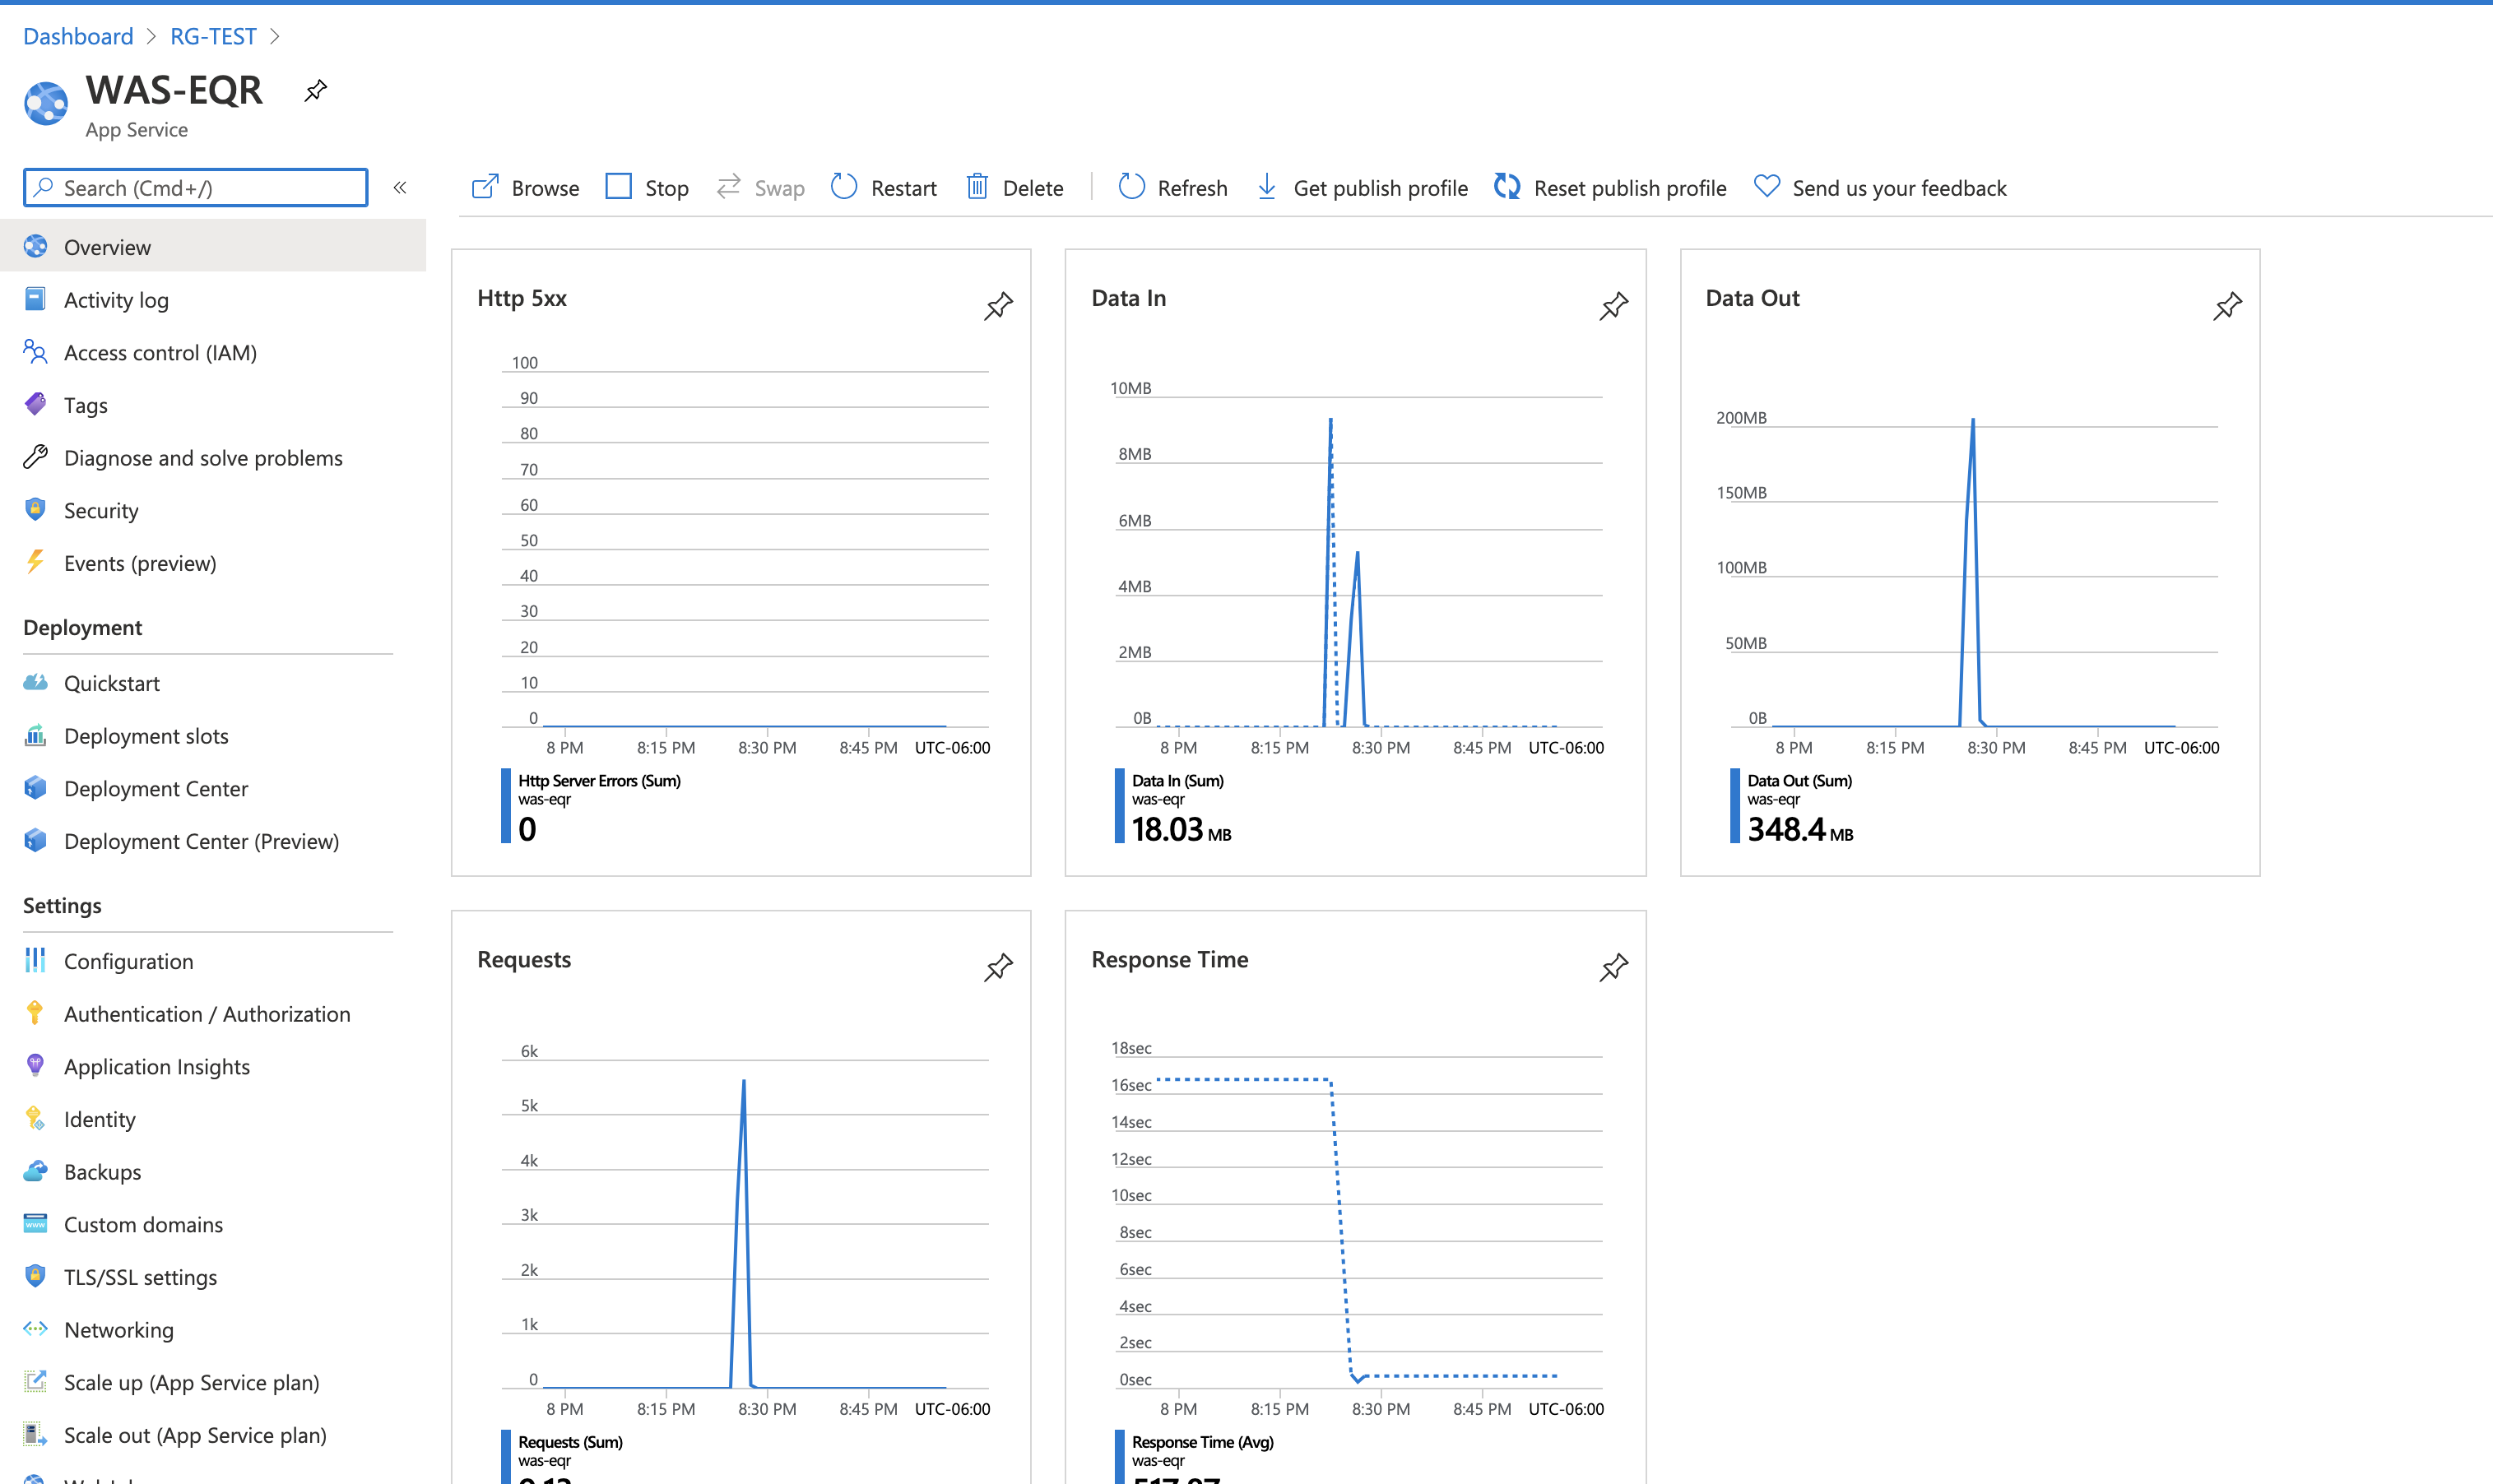 Dashboard > RG-TEST >
WAS-EQR
App Service
Search (Cmd+/)
«
Browse Stop Swap Restart Delete Refresh Get publish profile Reset publish profile Send us your feedback
Overview
Activity log
Access control (IAM)
Tags
Diagnose and solve problems
Security
Events (preview)
Deployment
Quickstart
Deployment slots
Deployment Center
Deployment Center (Preview)
Settings
Configuration
Authentication / Authorization
Application Insights
Identity
Backups
Custom domains
TLS/SSL settings
Networking
Scale up (App Service plan)
Scale out (App Service plan)
Http 5xx
100
90
80
70
60
50
40
30
20
10
0
8 PM 8:15 PM 8:30 PM 8:45 PM UTC-06:00
Http Server Errors (Sum)
was-eqr
0
Data In
10MB
8MB
6MB
4MB
2MB
0B
8 PM 8:15 PM 8:30 PM 8:45 PM UTC-06:00
Data In (Sum)
was-eqr
18.03 MB
Data Out
200MB
150MB
100MB
50MB
0B
8 PM 8:15 PM 8:30 PM 8:45 PM UTC-06:00
Data Out (Sum)
was-eqr
348.4 MB
Requests
6k
5k
4k
3k
2k
1k
0
8 PM 8:15 PM 8:30 PM 8:45 PM UTC-06:00
Requests (Sum)
was-eqr
Response Time
18sec
16sec
14sec
12sec
10sec
8sec
6sec
4sec
2sec
0sec
8 PM 8:15 PM 8:30 PM 8:45 PM UTC-06:00
Response Time (Avg)
was-eqr